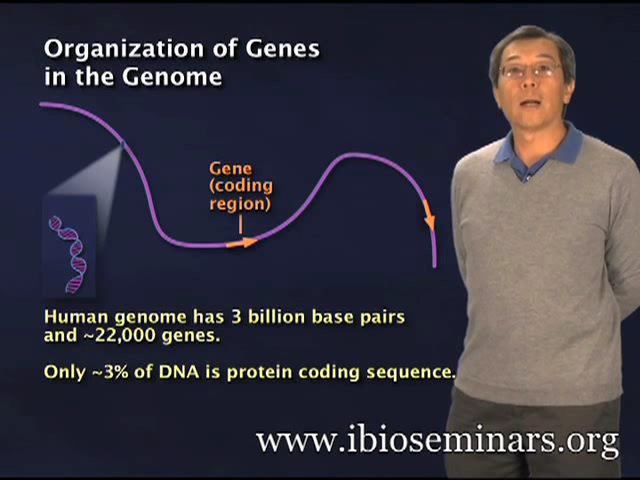 Organization of Genes
in the Genome
Gene
(coding
region)
Human genome has 3 billion base pairs
and ~22,000 genes.
Only ~3% of DNA is protein coding sequence.
www.ibioseminars.org